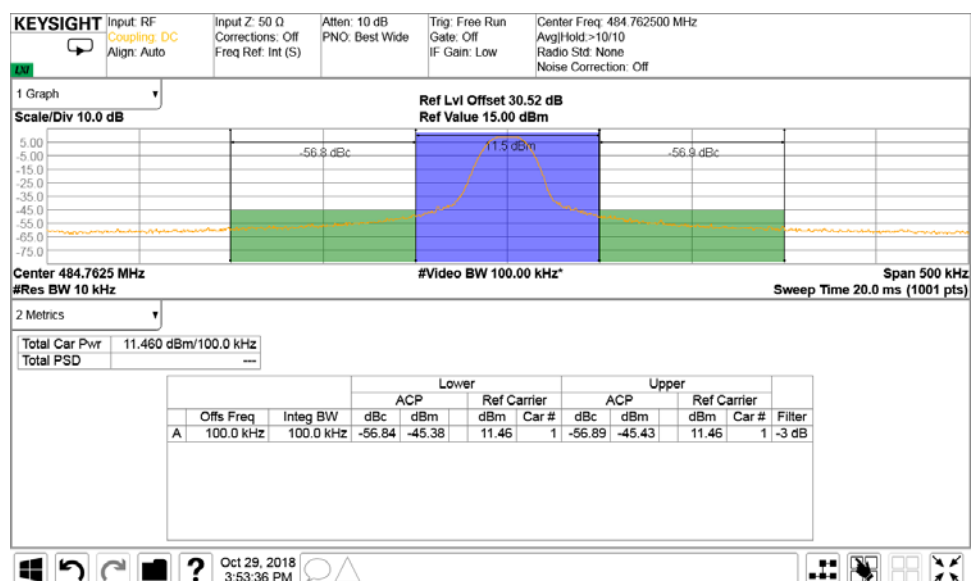 KEYSIGHT Input: RF Input Z: 50 Ω Atten: 10 dB Trig: Free Run Center Freq: 484.762500 MHz
Coupling: DC Corrections: Off PNO: Best Wide Gate: Off Avg|Hold:>10/10
Align: Auto Freq Ref: Int (S) IF Gain: Low Radio Std: None
Noise Correction: Off
LXI
1 Graph
Ref Lvl Offset 30.52 dB
Scale/Div 10.0 dB Ref Value 15.00 dBm
5.00 -56.8 dBc 11.5 dBm -56.9 dBc
-5.00
-15.0
-25.0
-35.0
-45.0
-55.0
-65.0
-75.0
Center 484.7625 MHz #Video BW 100.00 kHz* Span 500 kHz
#Res BW 10 kHz Sweep Time 20.0 ms (1001 pts)
2 Metrics
Total Car Pwr 11.460 dBm/100.0 kHz
Total PSD ---
Lower Upper
ACP Ref Carrier ACP Ref Carrier
Offs Freq Integ BW dBc dBm dBm Car # dBc dBm dBm Car # Filter
A 100.0 kHz 100.0 kHz -56.84 -45.38 11.46 1 -56.89 -45.43 11.46 1 -3 dB
? Oct 29, 2018
3:53:36 PM